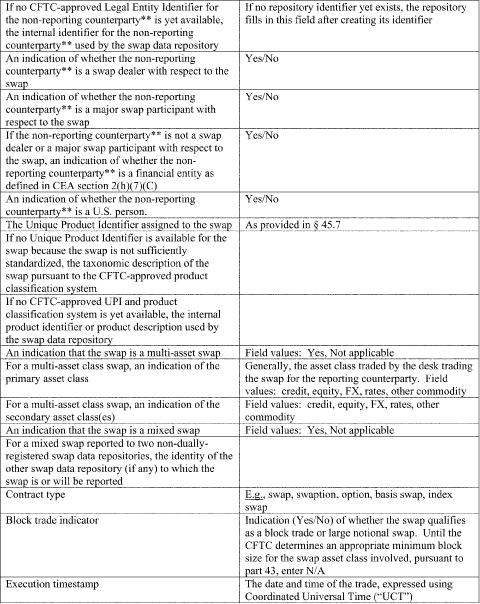 If no CFTC-approved Legal Entity Identifier
for the non-reporting counterparty** is yet available,
the internal identifier for the non-reporting
counterparty** used by the swap data repository
If no repository identifier yet exists, the repository
fills in this field after creating its identifier
An indication of whether the non-reporting
counterparty** is a swap dealer with respect to the
swap
Yes/No
An indication of whether the non-reporting
counterparty** is a major swap participant with
respect to the swap
Yes/No
If the non-reporting counterparty** is not a swap
dealer or a major swap participant with respect to
the swap, an indication of whether the non-
reporting counterparty** is a financial entity as
defined in CEA section 2(h)(7)(C)
Yes/No
An indication of whether the non-reporting
counterparty** is a U.S. person.
Yes/No
The Unique Product Identifier assigned to the swap
As provided in § 45.7
If no Unique Product Identifier is available for the
swap because the swap is not sufficiently
standardized, the taxonomic description of the
swap pursuant to the CFTC-approved product
classification system
If no CFTC-approved UPI and product
classification system is yet available, the internal
product identifier or product description used by
the swap data repository
An indication that the swap is a multi-asset swap
Field values: Yes, Not applicable
For a multi-asset class swap, an indication of the
primary asset class
Generally, the asset class traded by the desk trading
the swap for the reporting counterparty. Field
values: credit, equity, FX, rates, other commodity
For a multi-asset class swap, an indication of the
secondary asset class(es)
Field values: credit, equity, FX, rates, other
commodity
An indication that the swap is a mixed swap
Field values: Yes, Not applicable
For a mixed swap reported to two non-dually-
registered swap data repositories, the identity of the
other swap data repository (if any) to which the
swap is or will be reported
Contract type
E.g., swap, swaption, option, basis swap, index
swap
Block trade indicator
Indication (Yes/No) of whether the swap qualifies
as a block trade or large notional swap. Until the
CFTC determines an appropriate minimum block
size for the swap asset class involved, pursuant to
part 43, enter N/A
Execution timestamp
The date and time of the trade, expressed using
Coordinated Universal Time (“UCT”)